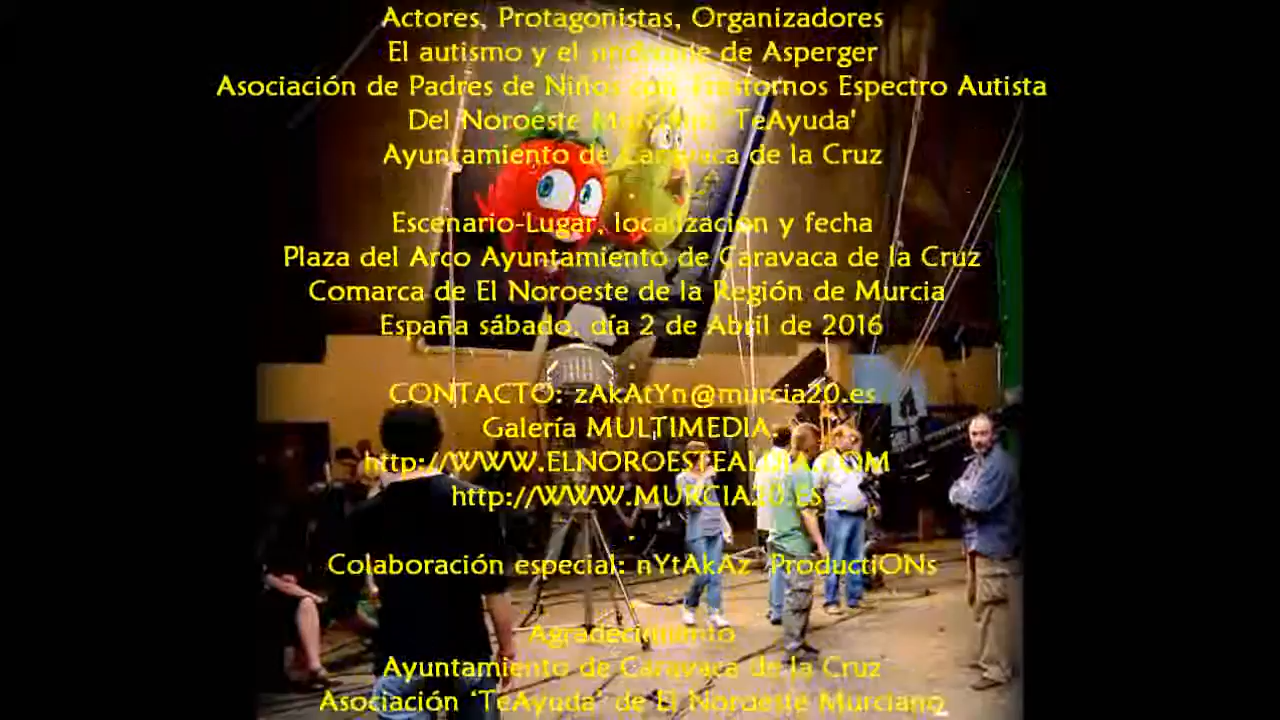 Actores, Protagonistas, Organizadores
El autismo y el síndrome de Asperger
Asociación de Padres de Niños con Trastornos Espectro Autista
Del Noroeste Murciano 'TeAyuda'
Ayuntamiento de Caravaca de la Cruz
.
Escenario-Lugar, localización y fecha
Plaza del Arco Ayuntamiento de Caravaca de la Cruz
Comarca de El Noroeste de la Región de Murcia
España sábado, día 2 de Abril de 2016
.
CONTACTO: zAkAtYn@murcia20.es
Galería MULTIMEDIA:
http://WWW.ELNOROESTEALDIA.COM
http://WWW.MURCIA20.ES
.
Colaboración especial: nYtAkAz ProductiONs
.
Agradecimiento
Ayuntamiento de Caravaca de la Cruz
Asociación 'TeAyuda' de El Noroeste Murciano